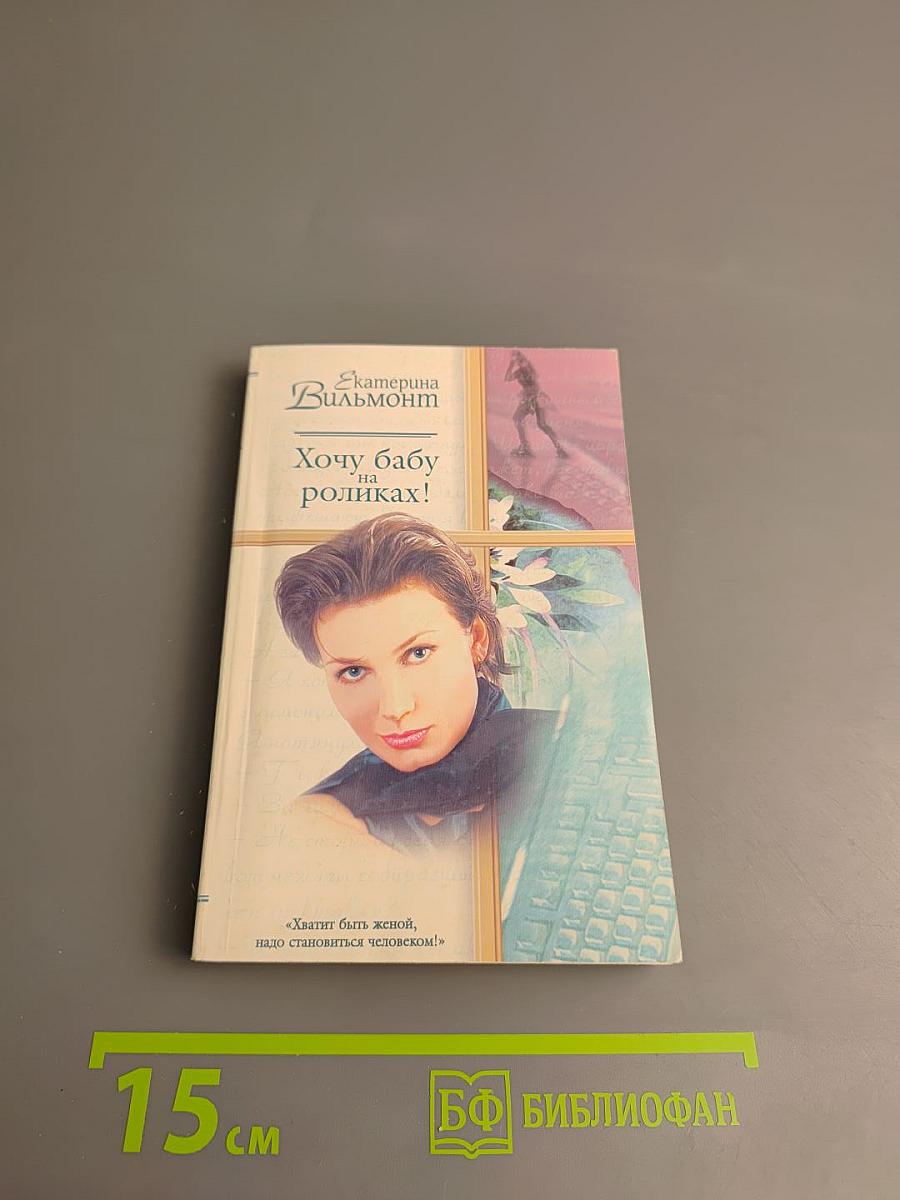 Екатерина
Вильмонт
Хочу бабу
на
роликах!
«Хватит быть женой,
надо становиться человеком!»
15 см
БФ БИБЛИОФАН